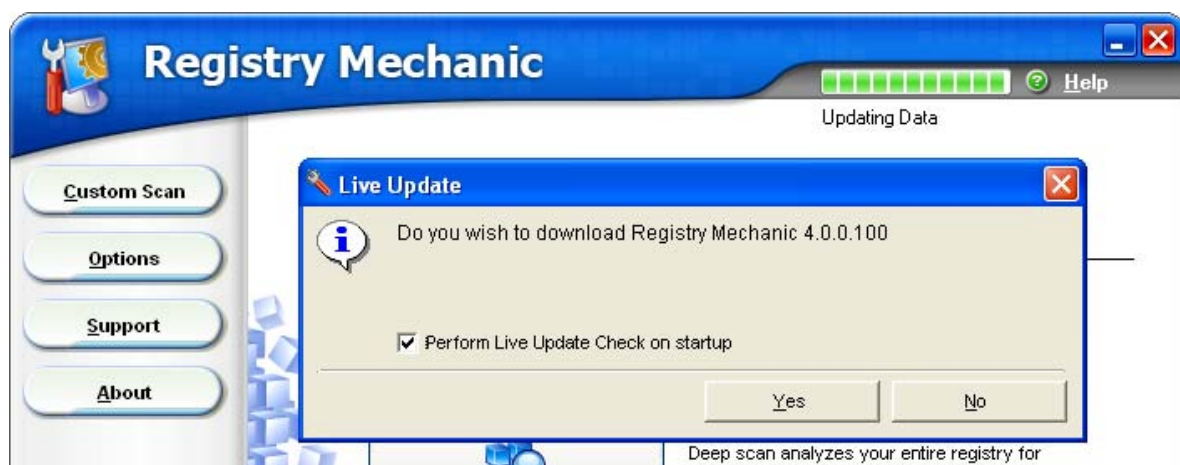 Registry Mechanic
Help
Updating Data
Custom Scan
Options
Support
About
Live Update
Do you wish to download Registry Mechanic 4.0.0.100
Perform Live Update Check on startup
Yes No
Deep scan analyzes your entire registry for